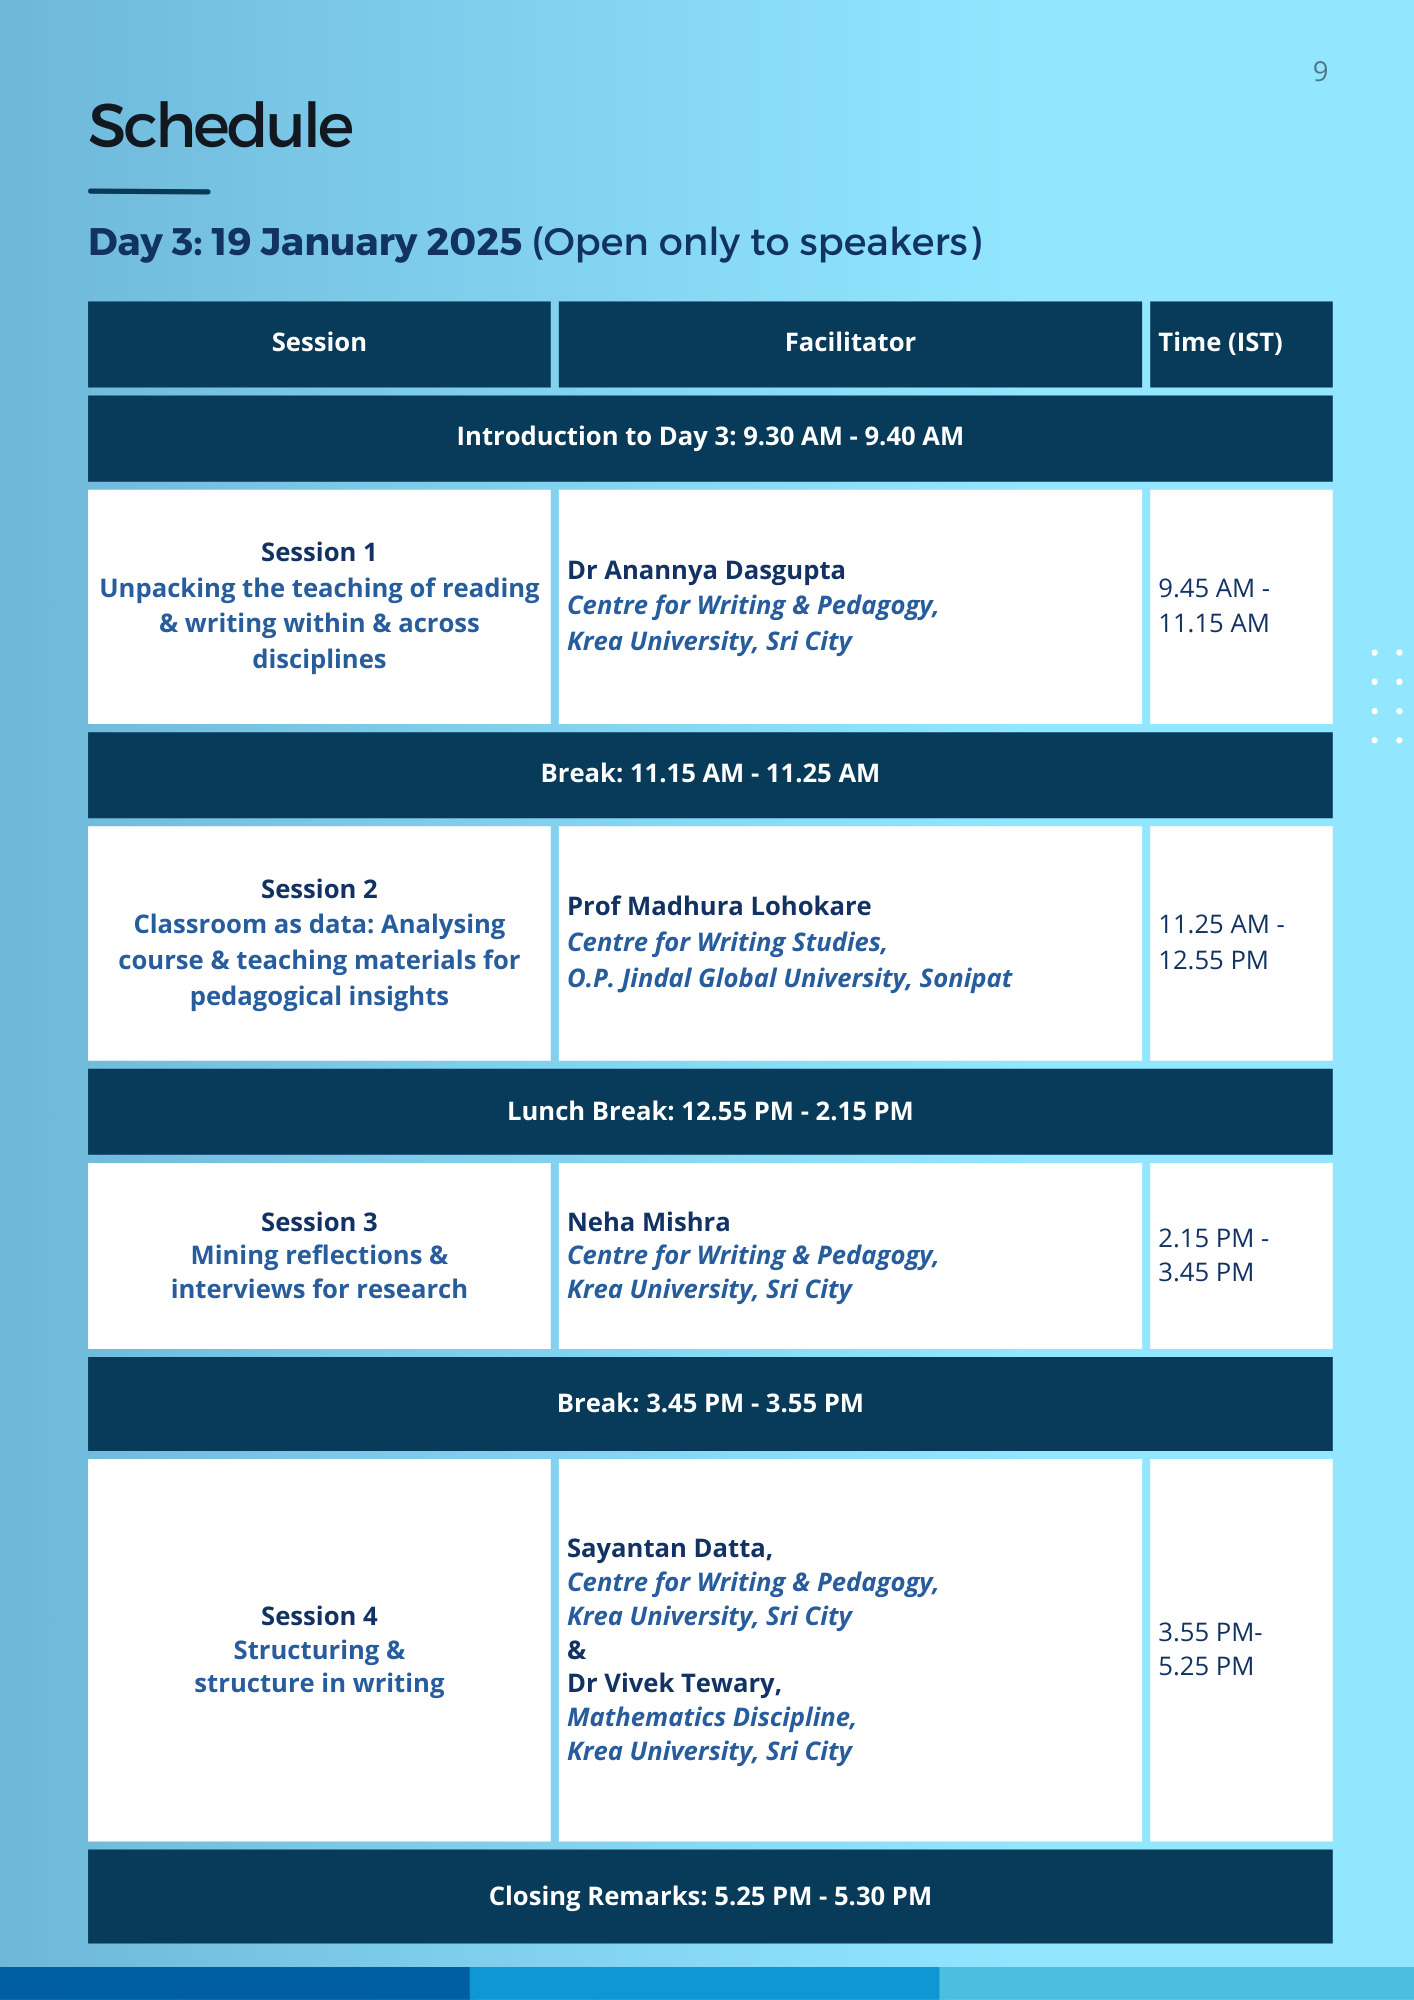 9
Schedule
Day 3: 19 January 2025 (Open only to speakers)
Session
Facilitator
Time (IST)
Introduction to Day 3: 9.30 AM - 9.40 AM
Session 1
Unpacking the teaching of reading
& writing within & across
disciplines
Dr Anannya Dasgupta
Centre for Writing & Pedagogy,
Krea University, Sri City
9.45 AM -
11.15 AM
Break: 11.15 AM - 11.25 AM
Session 2
Classroom as data: Analysing
course & teaching materials for
pedagogical insights
Prof Madhura Lohokare
Centre for Writing Studies,
O.P. Jindal Global University, Sonipat
11.25 AM -
12.55 PM
Lunch Break: 12.55 PM - 2.15 PM
Session 3
Mining reflections &
interviews for research
Neha Mishra
Centre for Writing & Pedagogy,
Krea University, Sri City
2.15 PM -
3.45 PM
Break: 3.45 PM - 3.55 PM
Session 4
Structuring &
structure in writing
Sayantan Datta,
Centre for Writing & Pedagogy,
Krea University, Sri City
&
Dr Vivek Tewary,
Mathematics Discipline,
Krea University, Sri City
3.55 PM-
5.25 PM
Closing Remarks: 5.25 PM - 5.30 PM